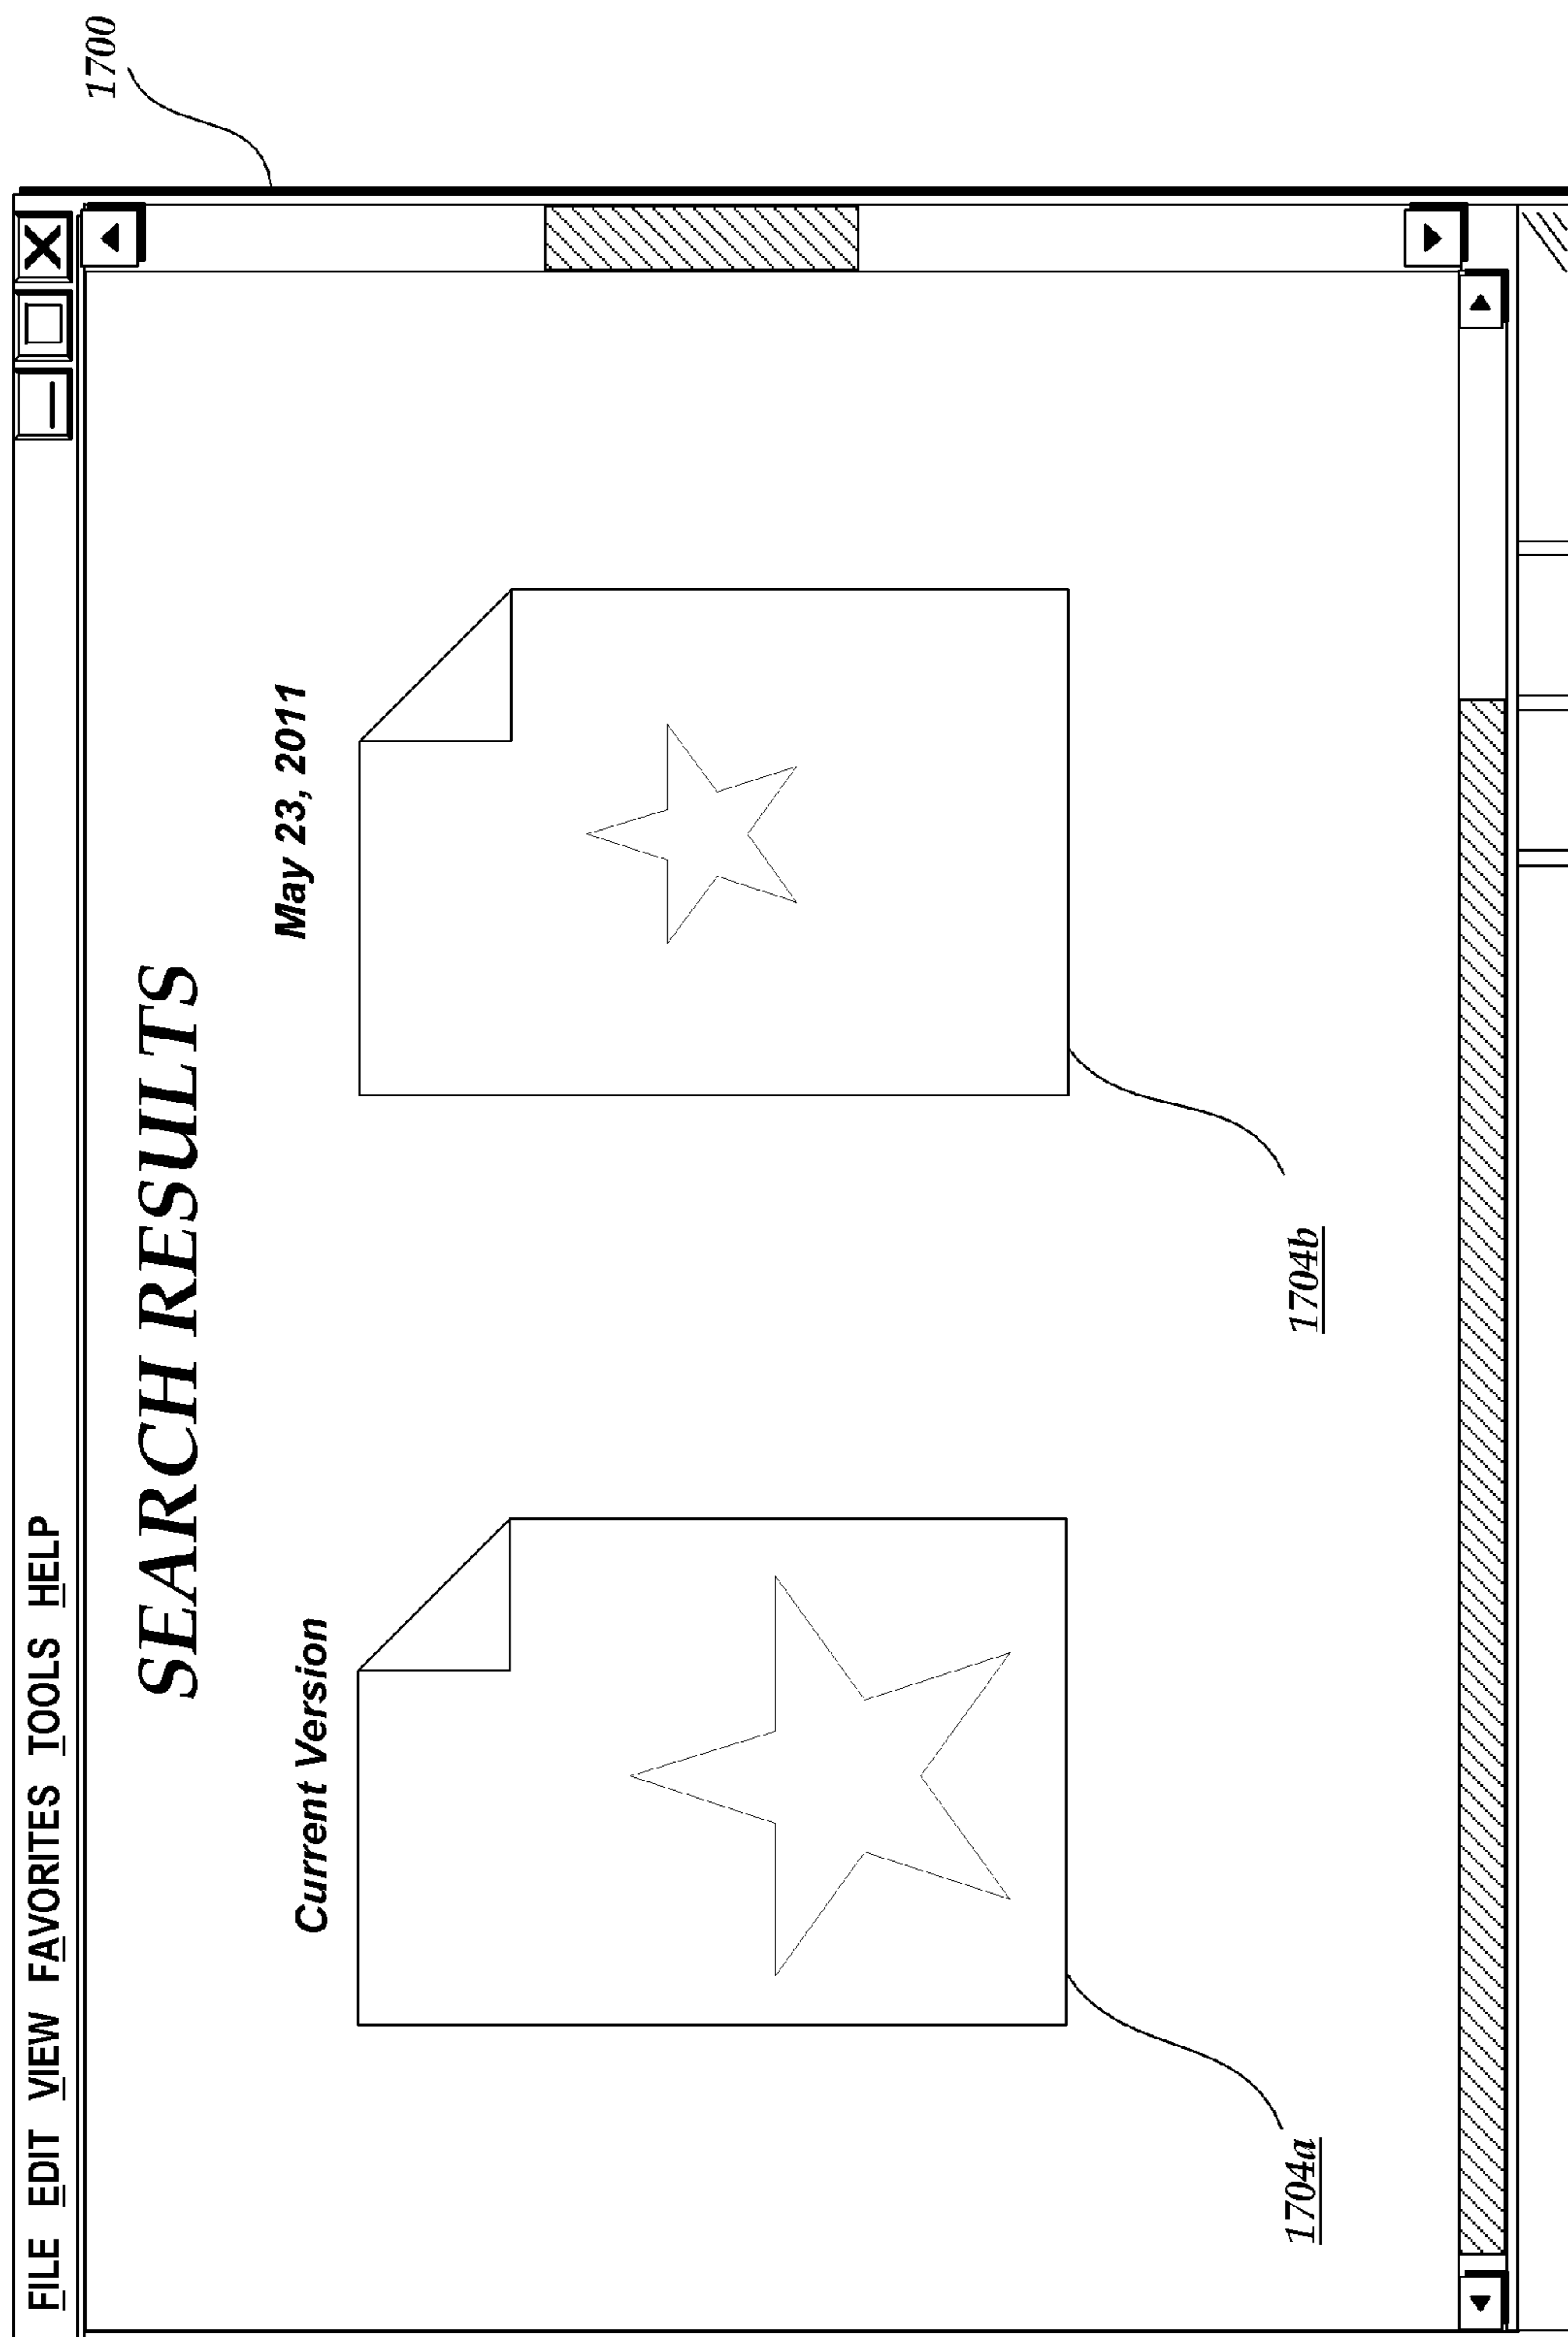 1700
FILE EDIT VIEW FAVORITES TOOLS HELP
SEARCH RESULTS
Current Version
May 23, 2011
1704a
1704b